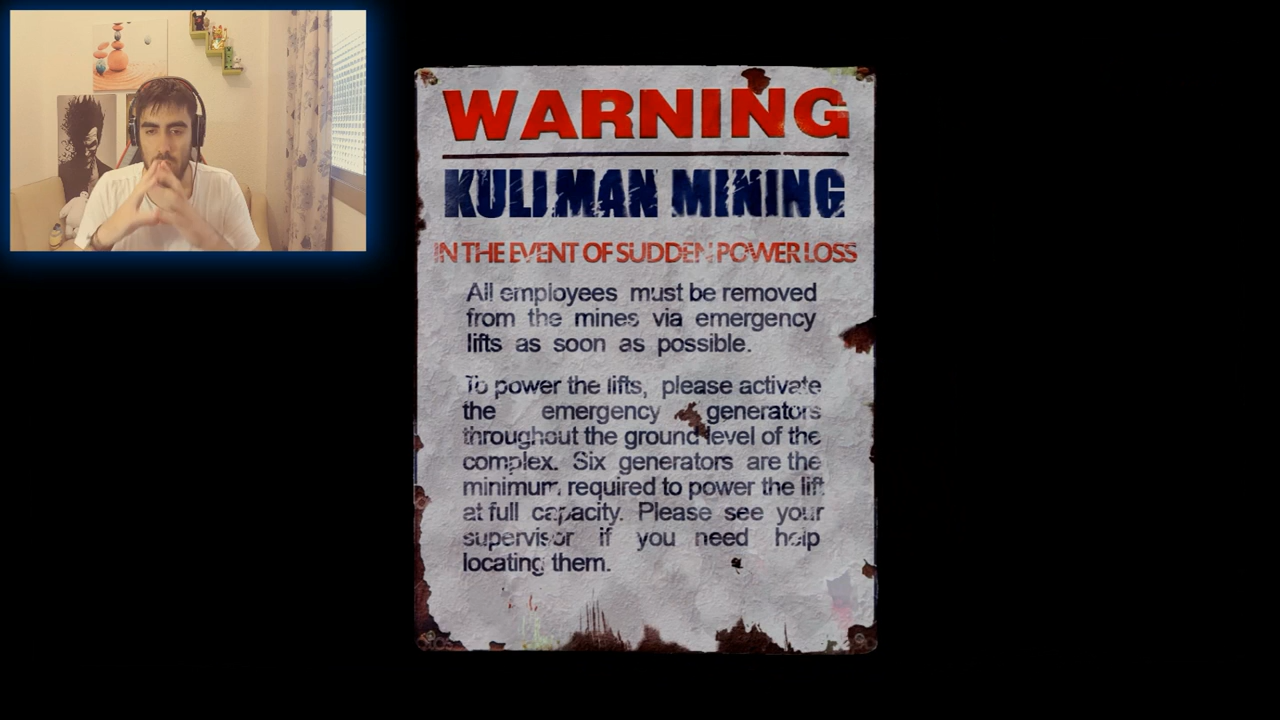 WARNING
KULLMAN MINING
IN THE EVENT OF SUDDEN POWER LOSS
All employees must be removed
from the mines via emergency
lifts as soon as possible.
To power the lifts, please activate
the emergency generators
throughout the ground level of the
complex. Six generators are the
minimum required to power the lift
at full capacity. Please see your
supervisor if you need help
locating them.